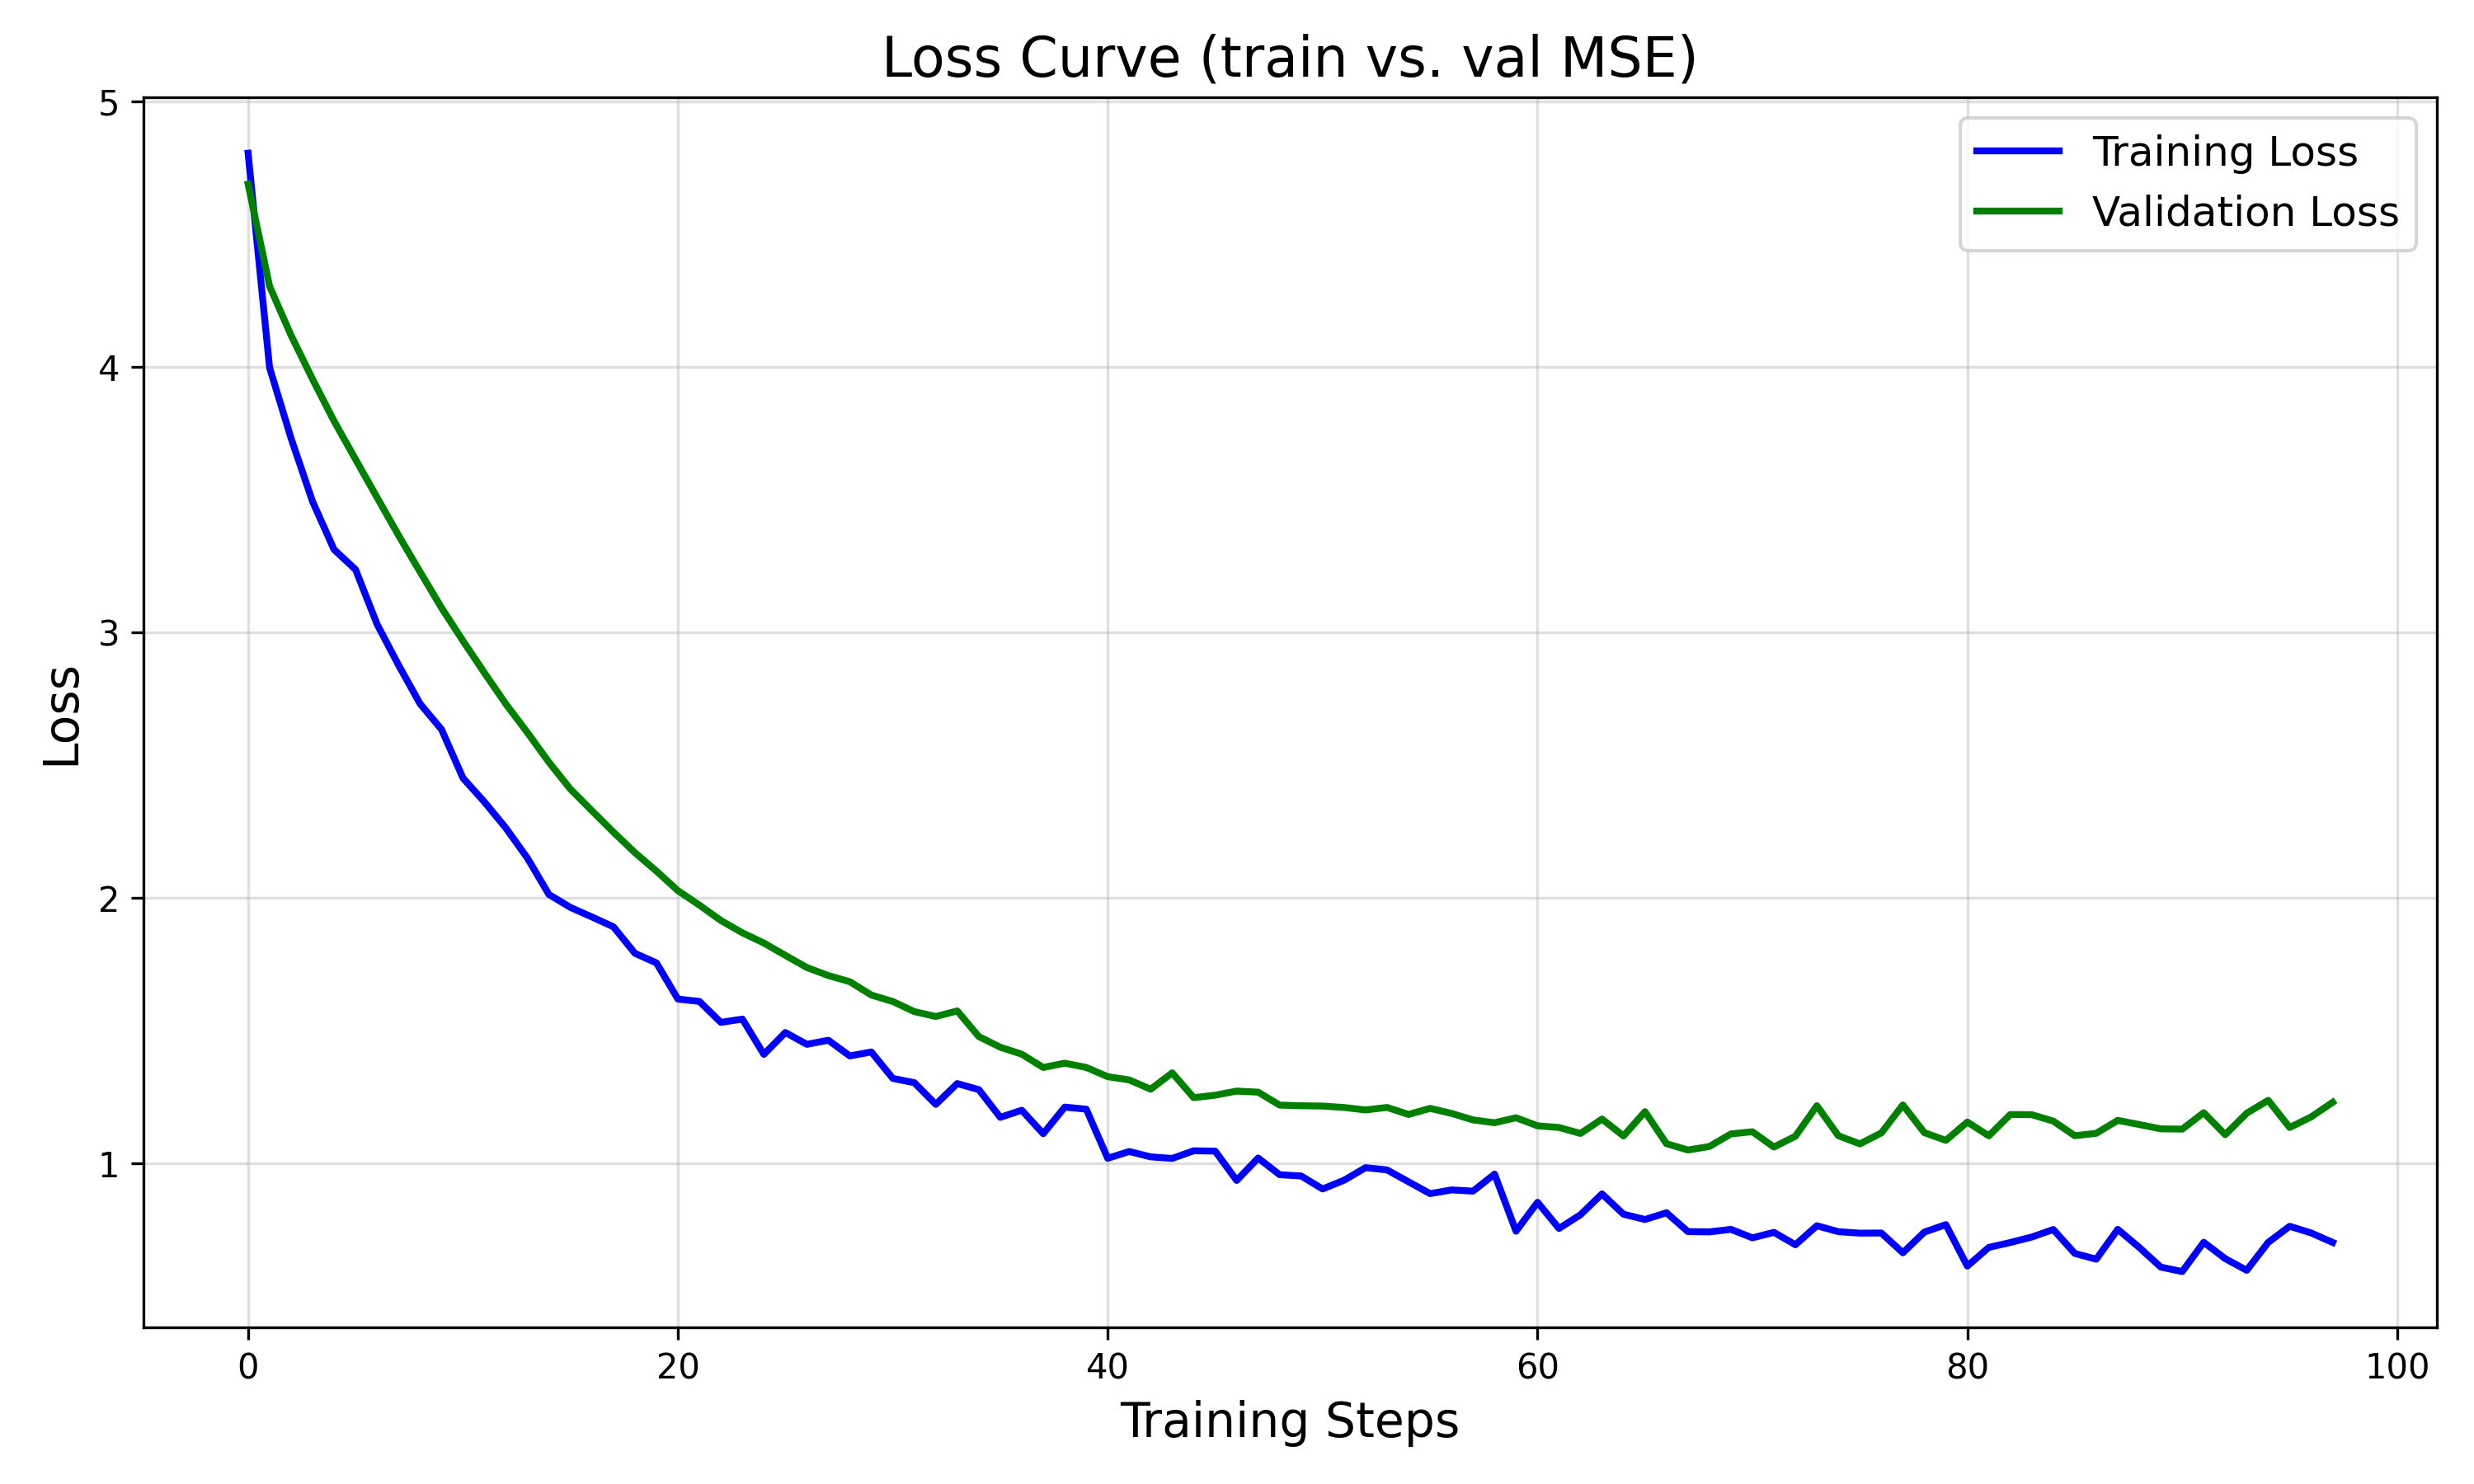 Loss Curve (train vs. val MSE)
Training Loss
Validation Loss
5
4
3
2
1
Loss
0 20 40 60 80 100
Training Steps